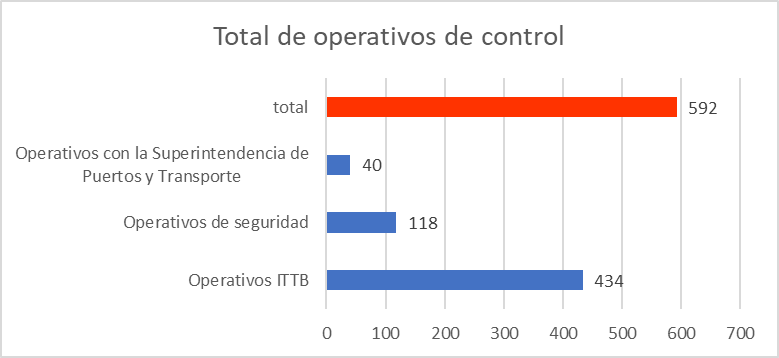 Total de operativos de control
total
592
Operativos con la Superintendencia de
Puertos y Transporte
40
Operativos de seguridad
118
Operativos ITTB
434
0 100 200 300 400 500 600 700